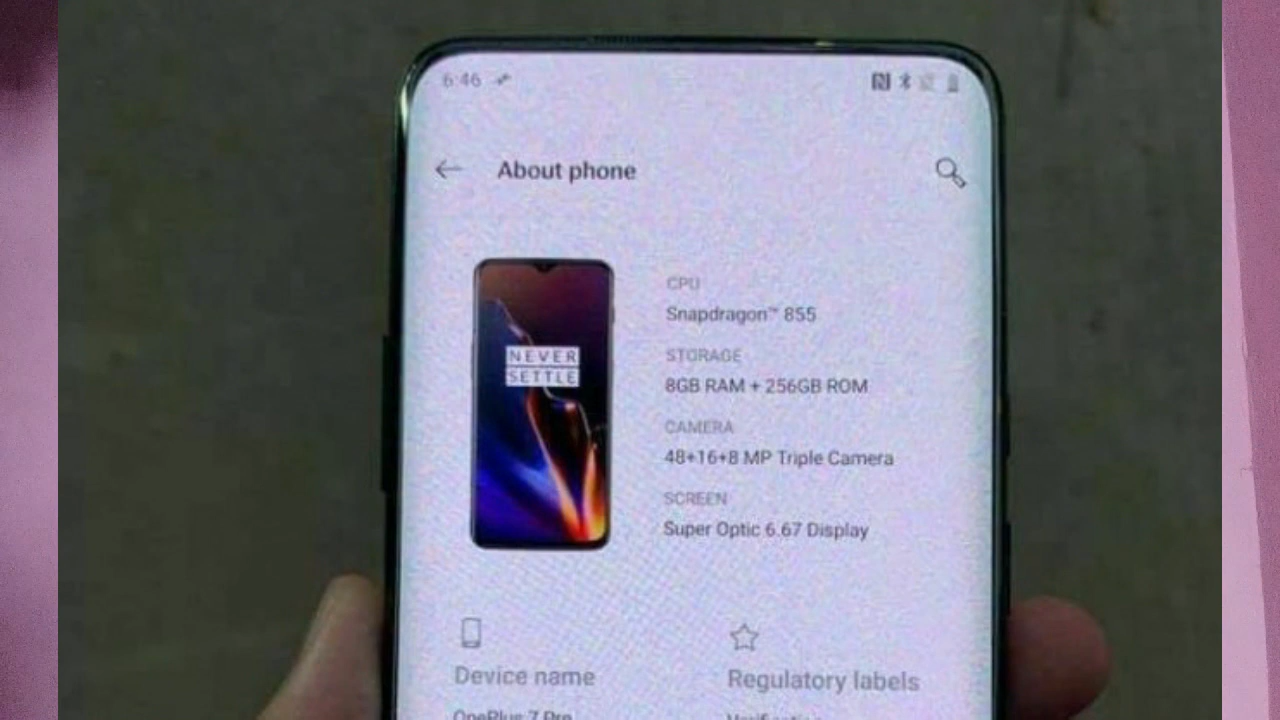 6:46
About phone
NEVER
SETTLE
CPU
Snapdragon™ 855
STORAGE
8GB RAM + 256GB ROM
CAMERA
48+16+8 MP Triple Camera
SCREEN
Super Optic 6.67 Display
Device name
Regulatory labels
OnePlus 7 Pro